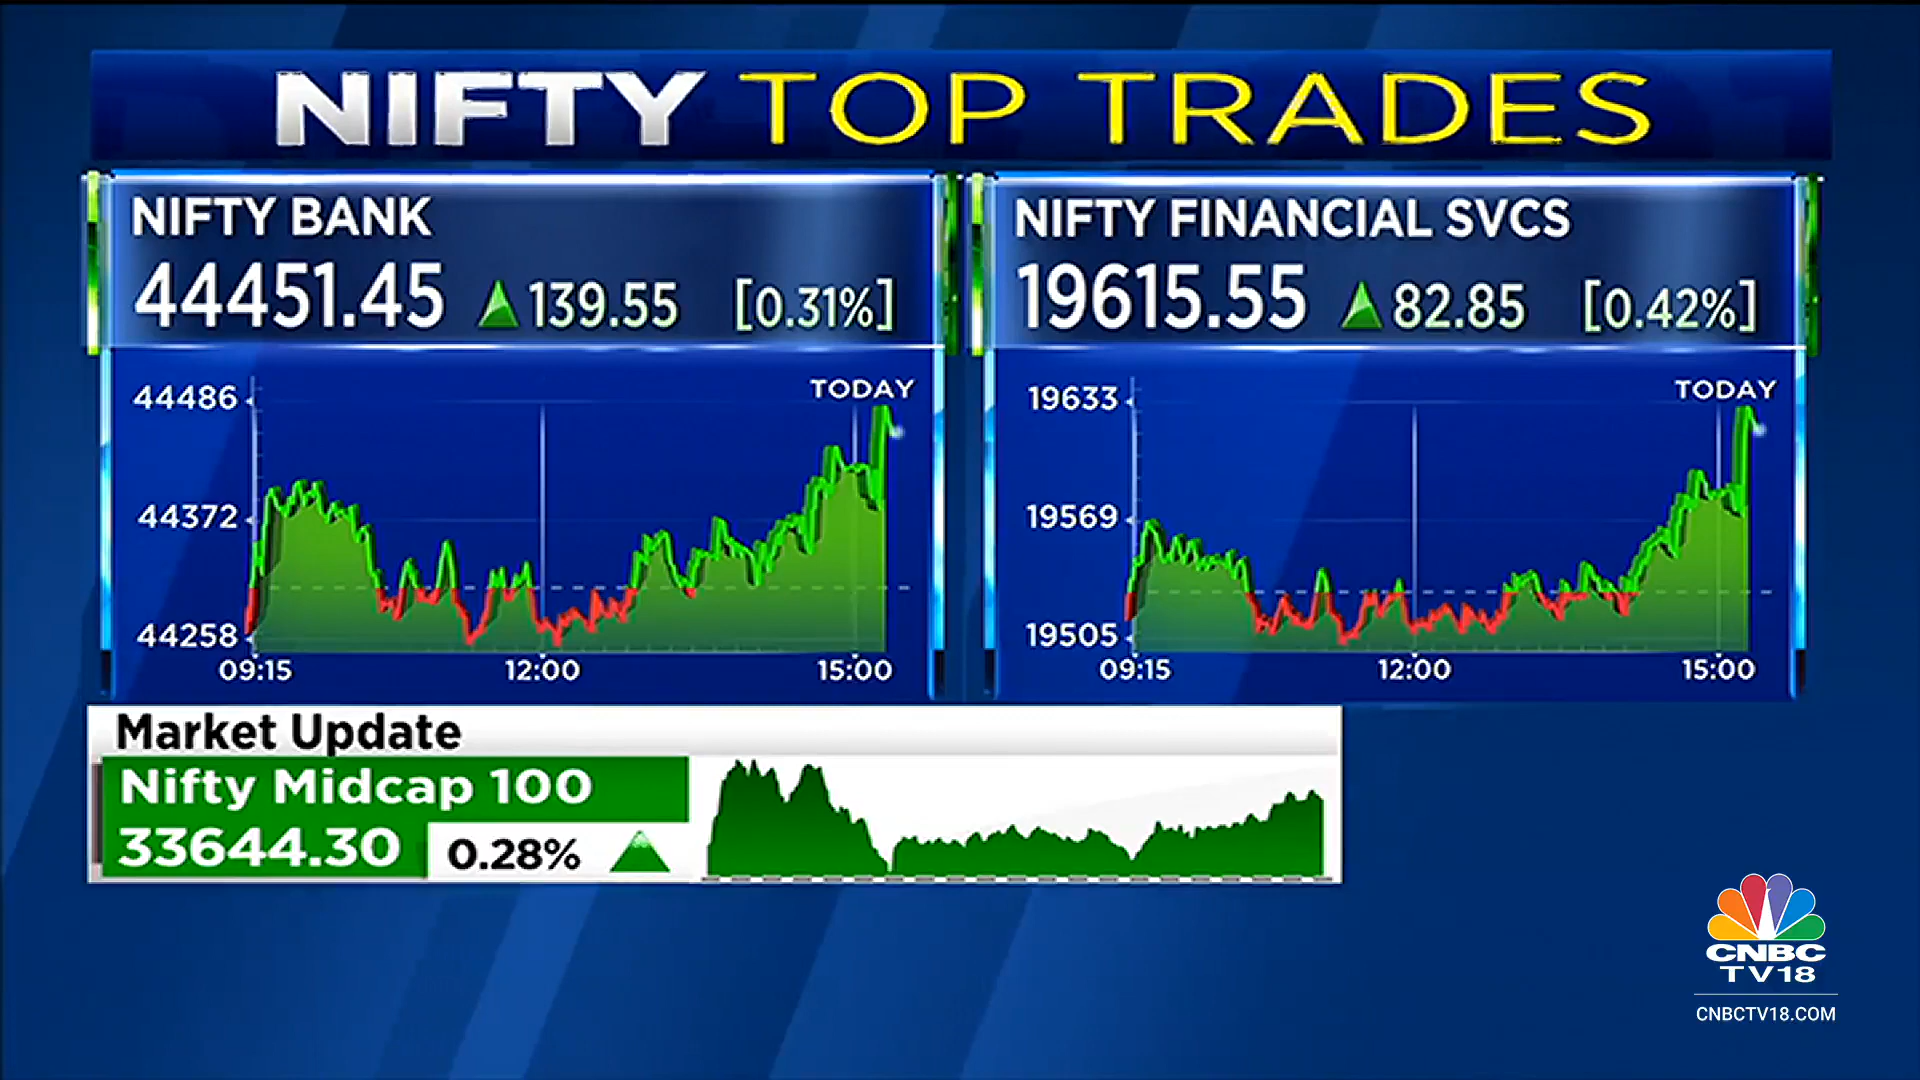 NIFTY TOP TRADES
NIFTY BANK
44451.45 ▲139.55 [0.31%]
TODAY
44486
44372
44258
09:15 12:00 15:00
NIFTY FINANCIAL SVCS
19615.55 ▲82.85 [0.42%]
TODAY
19633
19569
19505
09:15 12:00 15:00
Market Update
Nifty Midcap 100
33644.30 0.28% ▲
CNBC
TV18
CNBCTV18.COM